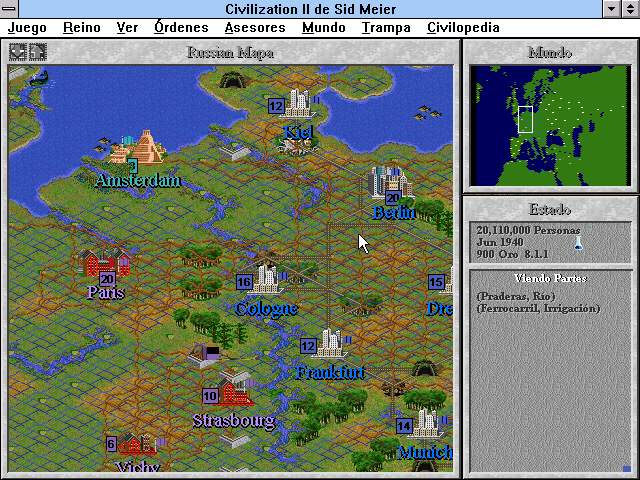 Civilization II de Sid Meier
Juego Reino Ver Órdenes Asesores Mundo Trampa Civilopedia
Russian Mapa
Mundo
12
Kiel
3
Amsterdam
20
Berlin
Estado
20,110,000 Personas
Jun 1940
900 Oro 8.1.1
Viendo Partes
(Praderas, Río)
(Ferrocarril, Irrigación)
20
Paris
16
Cologne
15
Dre
12
Frankfurt
10
Strasbourg
14
Munich
6
Vichy